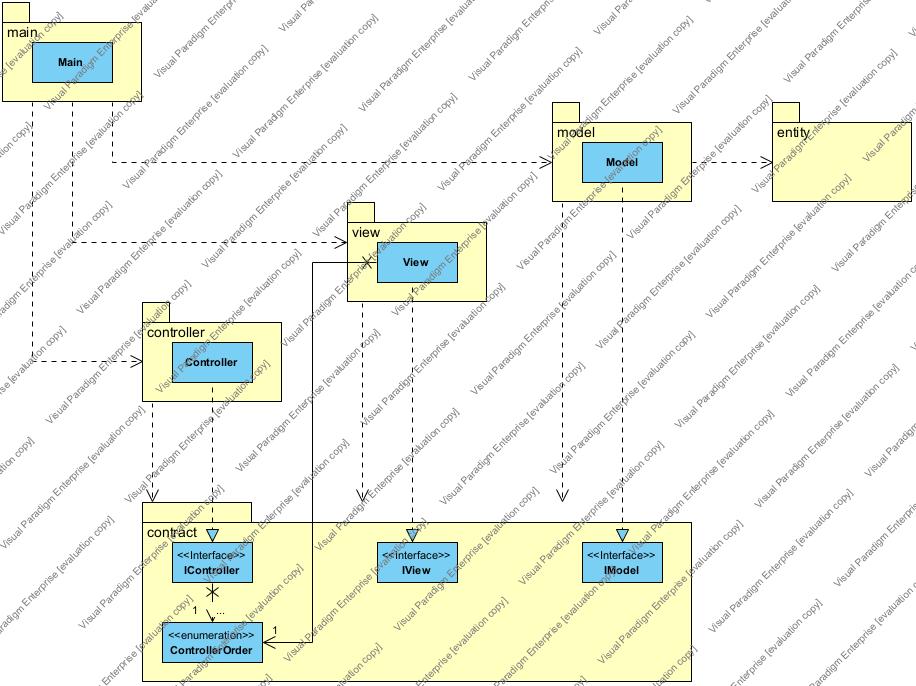 main
Main
model
Model
entity
view
View
controller
Controller
contract
<<Interface>>
IController
<<Interface>>
IView
<<Interface>>
IModel
1
...
<<enumeration>>
ControllerOrder
1
Visual Paradigm Enterprise [evaluation copy]